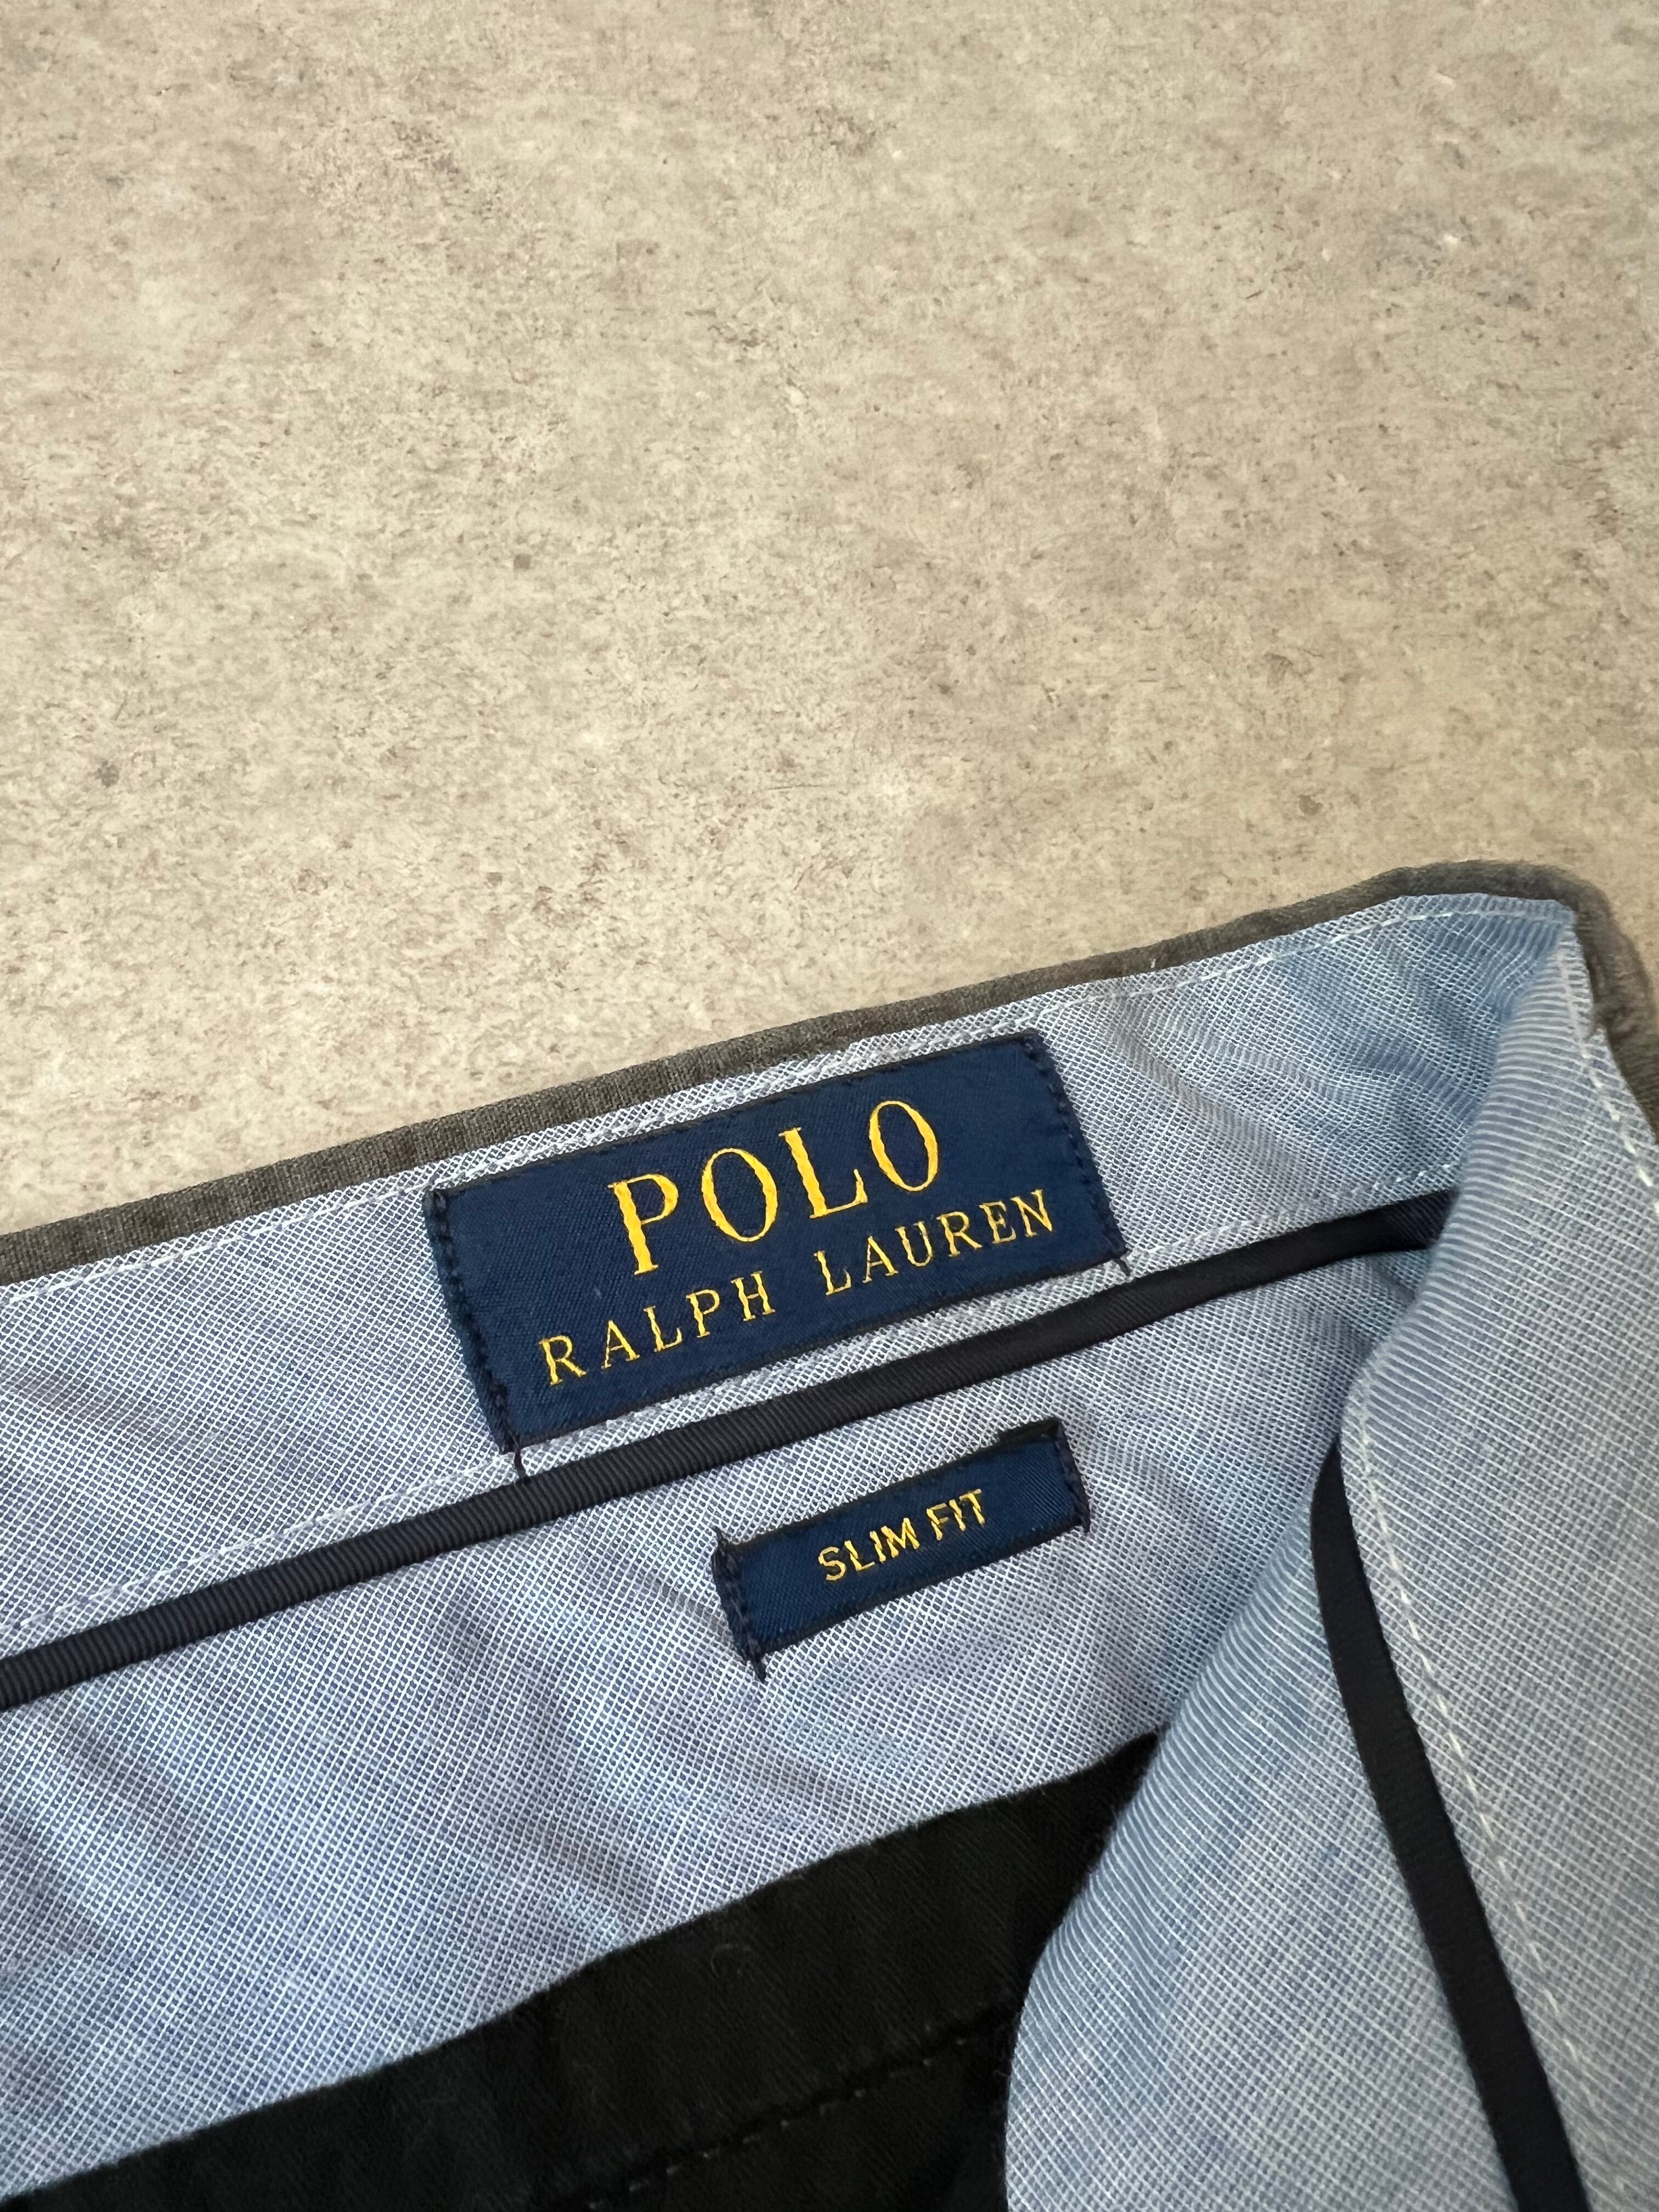 POLO
RALPH LAUREN
SLIM FIT